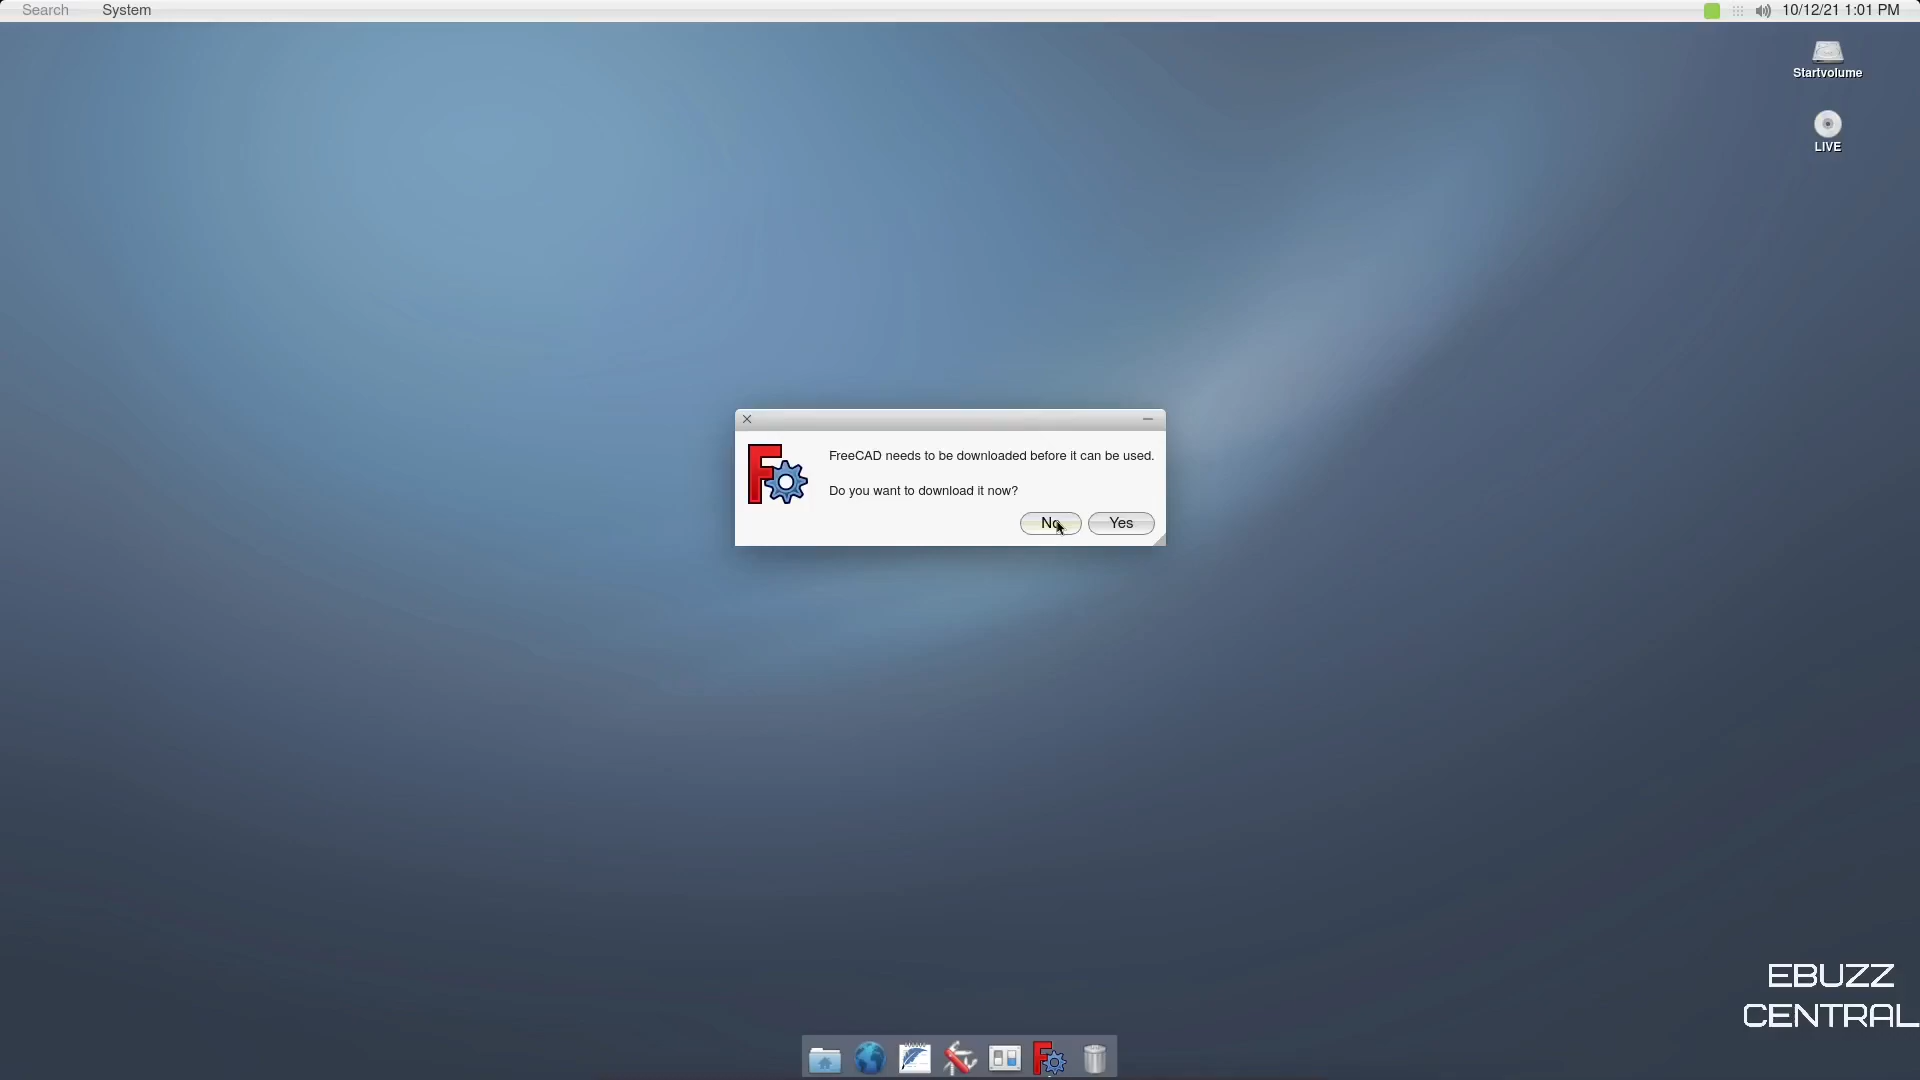 Search System 10/12/21 1:01 PM
Startvolume
LIVE
FreeCAD needs to be downloaded before it can be used.
Do you want to download it now?
No Yes
EBUZZ
CENTRAL